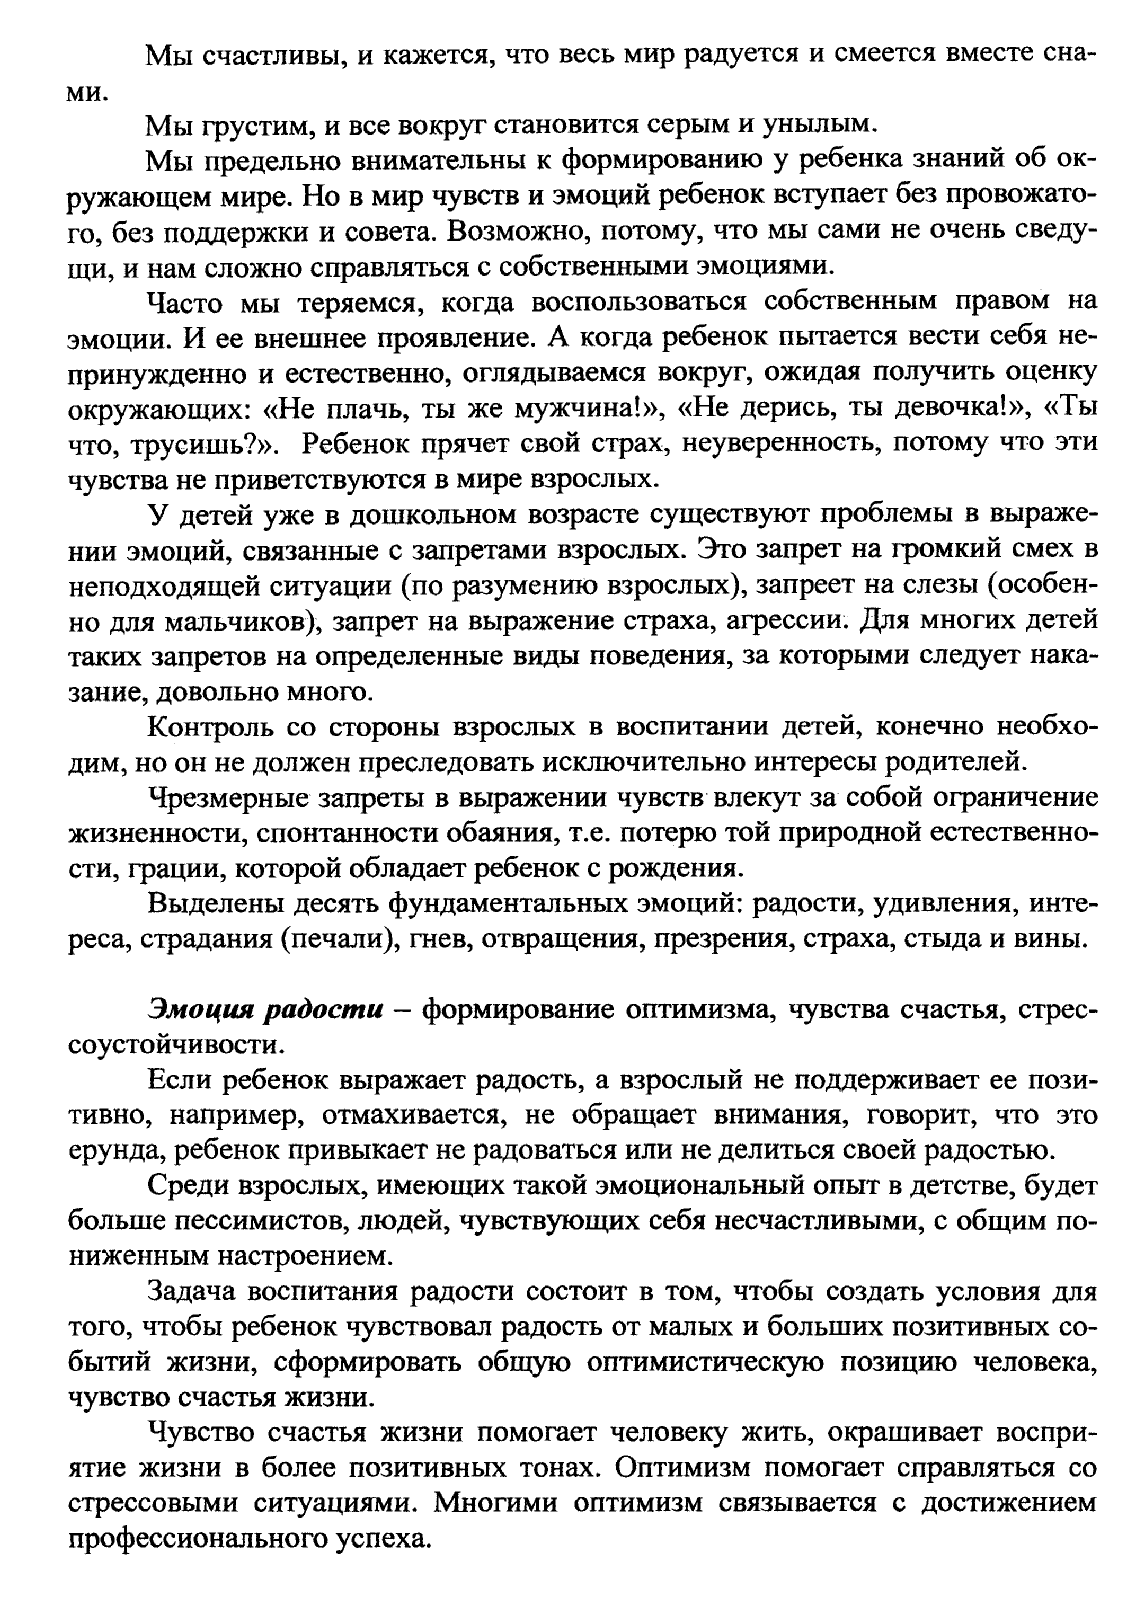 Мы счастливы, и кажется, что весь мир радуется и смеется вместе сна-
ми.
Мы грустим, и все вокруг становится серым и унылым.
Мы предельно внимательны к формированию у ребенка знаний об ок-
ружающем мире. Но в мир чувств и эмоций ребенок вступает без провожато-
го, без поддержки и совета. Возможно, потому, что мы сами не очень сведу-
щи, и нам сложно справляться с собственными эмоциями.
Часто мы теряемся, когда воспользоваться собственным правом на
эмоции. И ее внешнее проявление. А когда ребенок пытается вести себя не-
принужденно и естественно, оглядываемся вокруг, ожидая получить оценку
окружающих: «Не плачь, ты же мужчина!», «Не дерись, ты девочка!», «Ты
что, трусишь?». Ребенок прячет свой страх, неуверенность, потому что эти
чувства не приветствуются в мире взрослых.
У детей уже в дошкольном возрасте существуют проблемы в выраже-
нии эмоций, связанные с запретами взрослых. Это запрет на громкий смех в
неподходящей ситуации (по разумению взрослых), запреет на слезы (особен-
но для мальчиков), запрет на выражение страха, агрессии. Для многих детей
таких запретов на определенные виды поведения, за которыми следует нака-
зание, довольно много.
Контроль со стороны взрослых в воспитании детей, конечно необхо-
дим, но он не должен преследовать исключительно интересы родителей.
Чрезмерные запреты в выражении чувств влекут за собой ограничение
жизненности, спонтанности обаяния, т.е. потерю той природной естественно-
сти, грации, которой обладает ребенок с рождения.
Выделены десять фундаментальных эмоций: радости, удивления, инте-
реса, страдания (печали), гнев, отвращения, презрения, страха, стыда и вины.
Эмоция радости – формирование оптимизма, чувства счастья, стрес-
соустойчивости.
Если ребенок выражает радость, а взрослый не поддерживает ее пози-
тивно, например, отмахивается, не обращает внимания, говорит, что это
ерунда, ребенок привыкает не радоваться или не делиться своей радостью.
Среди взрослых, имеющих такой эмоциональный опыт в детстве, будет
больше пессимистов, людей, чувствующих себя несчастливыми, с общим по-
ниженным настроением.
Задача воспитания радости состоит в том, чтобы создать условия для
того, чтобы ребенок чувствовал радость от малых и больших позитивных со-
бытий жизни, сформировать общую оптимистическую позицию человека,
чувство счастья жизни.
Чувство счастья жизни помогает человеку жить, окрашивает воспри-
ятие жизни в более позитивных тонах. Оптимизм помогает справляться со
стрессовыми ситуациями. Многими оптимизм связывается с достижением
профессионального успеха.